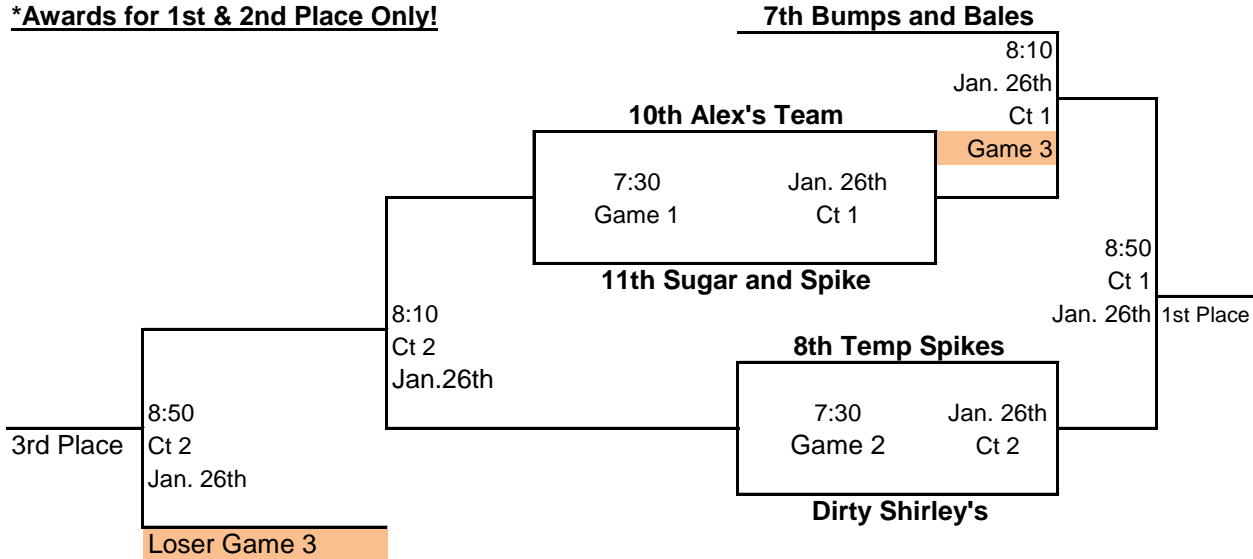 *Awards for 1st & 2nd Place Only!
7th Bumps and Bales
8:10
Jan. 26th
Ct 1
Game 3
10th Alex's Team
7:30
Jan. 26th
Game 1
Ct 1
11th Sugar and Spike
8:50
Ct 1
Jan. 26th
1st Place
8:10
Ct 2
Jan.26th
8th Temp Spikes
7:30
Jan. 26th
Game 2
Ct 2
Dirty Shirley's
3rd Place
8:50
Ct 2
Jan. 26th
Loser Game 3